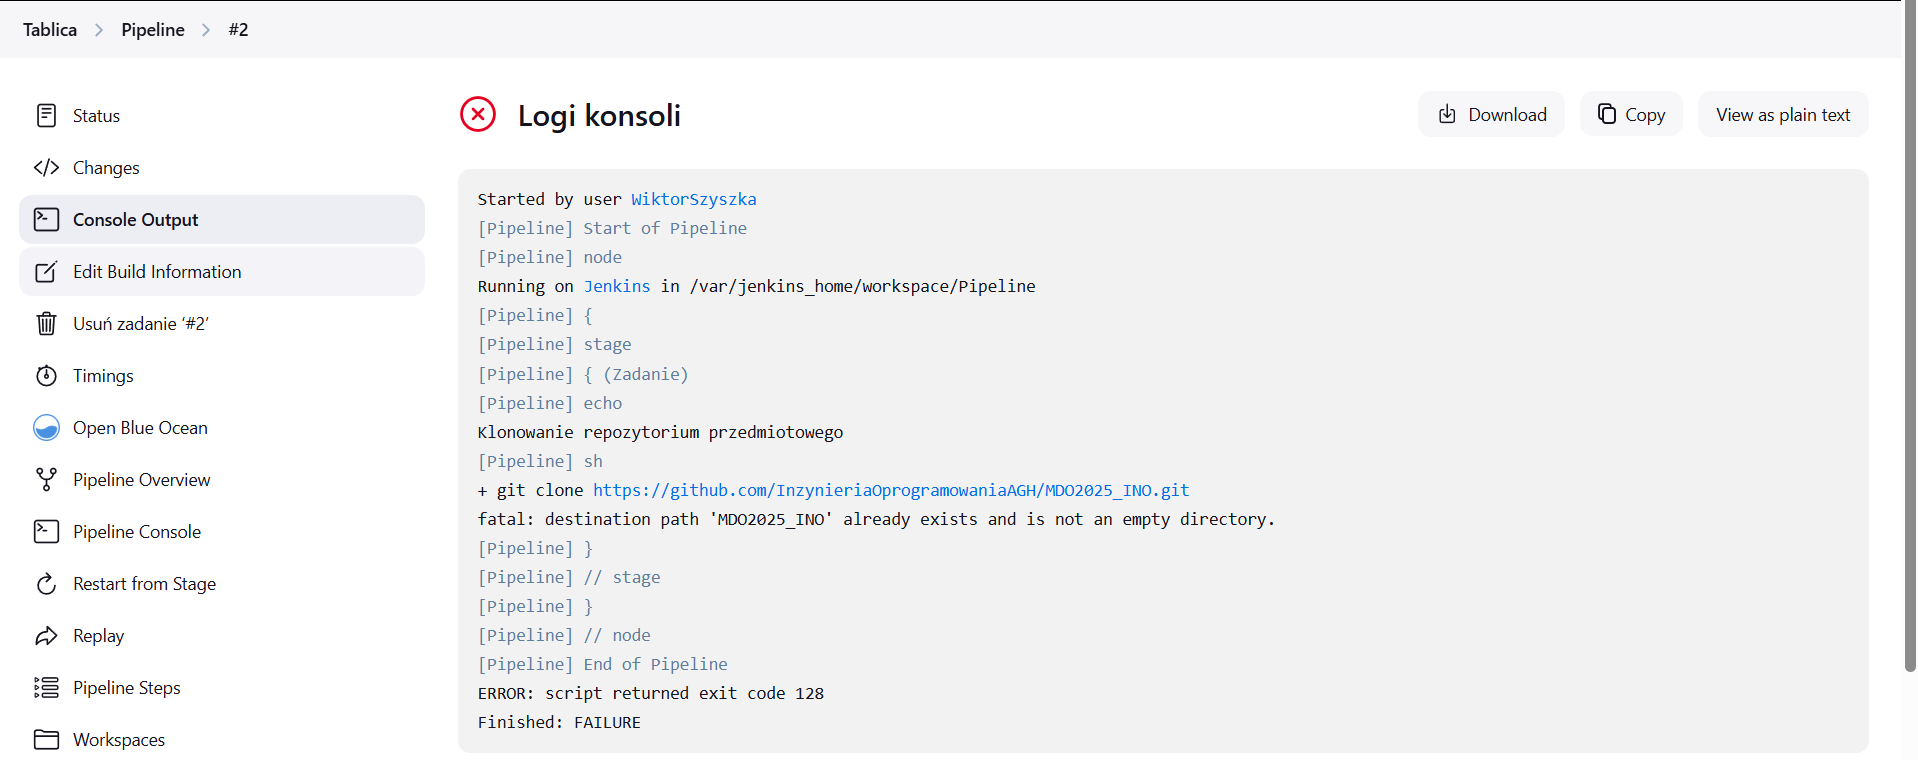 Tablica > Pipeline > #2
Status
Changes
Console Output
Edit Build Information
Usuń zadanie ‘#2’
Timings
Open Blue Ocean
Pipeline Overview
Pipeline Console
Restart from Stage
Replay
Pipeline Steps
Workspaces
Logi konsoli
Download
Copy
View as plain text
Started by user WiktorSzyszka
[Pipeline] Start of Pipeline
[Pipeline] node
Running on Jenkins in /var/jenkins_home/workspace/Pipeline
[Pipeline] {
[Pipeline] stage
[Pipeline] { (Zadanie)
[Pipeline] echo
Klonowanie repozytorium przedmiotowego
[Pipeline] sh
+ git clone https://github.com/InzynieriaOprogramowaniaAGH/MDO2025_INO.git
fatal: destination path 'MDO2025_INO' already exists and is not an empty directory.
[Pipeline] }
[Pipeline] // stage
[Pipeline] }
[Pipeline] // node
[Pipeline] End of Pipeline
ERROR: script returned exit code 128
Finished: FAILURE